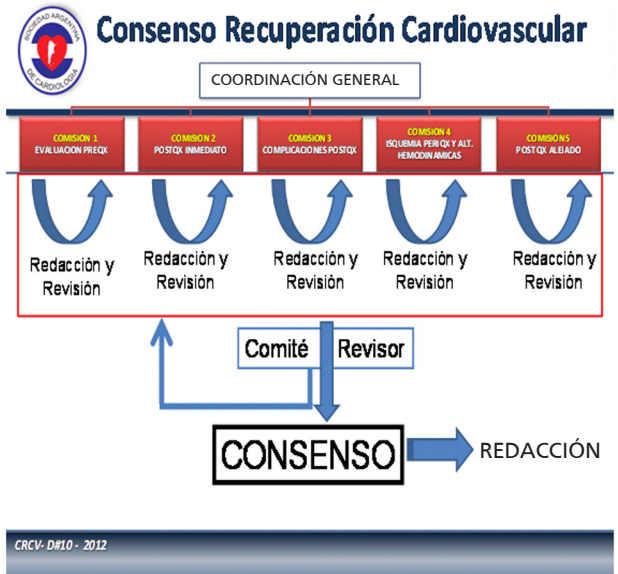 SOCIEDAD ARGENTINA
DE CARDIOLOGIA
Consenso Recuperación Cardiovascular
COORDINACIÓN GENERAL
COMISION 1
EVALUACION PREQX
COMISION 2
POSTQX INMEDIATO
COMISION 3
COMPLICACIONES POSTQX
COMISION 4
ISQUEMIA PERIQX Y ALT.
HEMODINAMICAS
COMISION5
POSTQX ALEJADO
Redacción y
Revisión
Redacción y
Revisión
Redacción y
Revisión
Redacción y
Revisión
Redacción y
Revisión
Comité Revisor
CONSENSO
REDACCIÓN
CRCV- D#10 - 2012